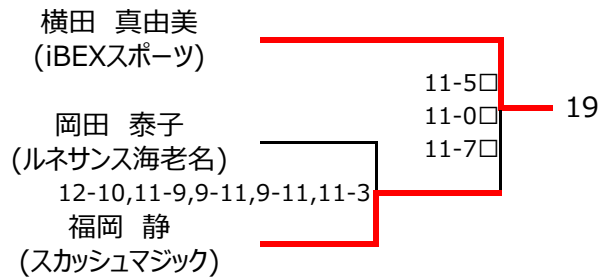 横田　真由美
(iBEXスポーツ)
11-5□
11-0□
11-7□
19
岡田　泰子
(ルネサンス海老名)
12-10,11-9,9-11,9-11,11-3
福岡　静
(スカッシュマジック)